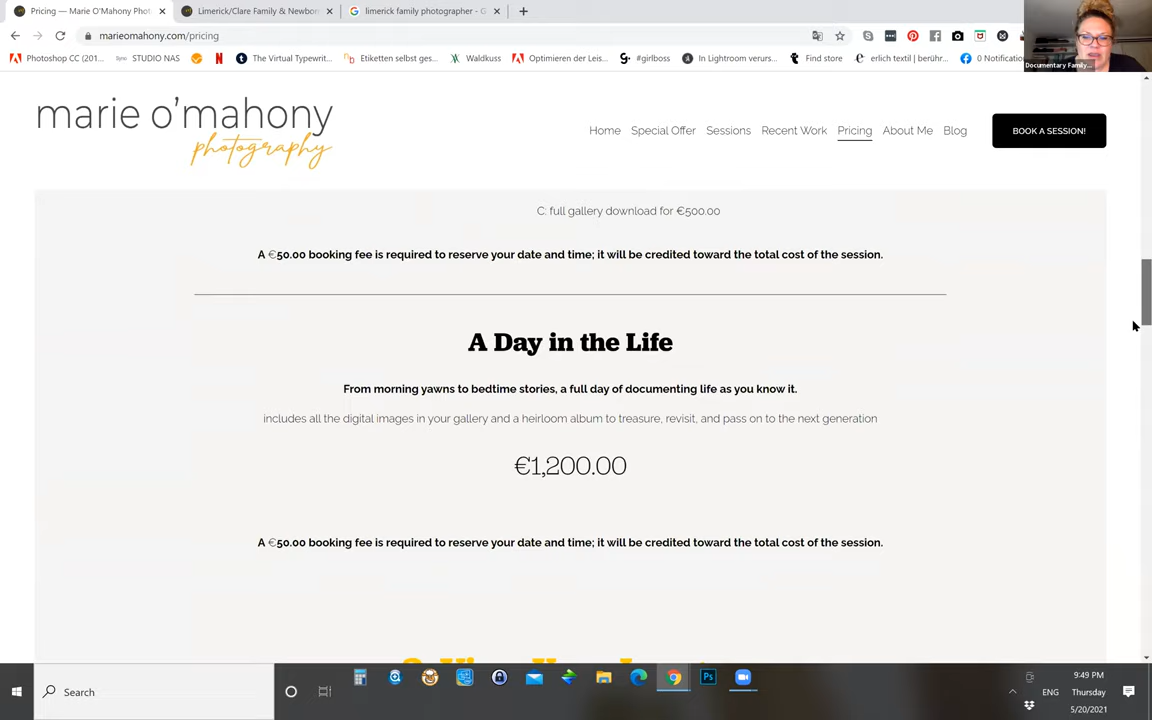 Pricing — Marie O'Mahony Phot
Limerick/Clare Family & Newborn
limerick family photographer - G
marieomahony.com/pricing
Photoshop CC (201...
STUDIO NAS
The Virtual Typewrit...
Etiketten selbst ges...
Waldkuss
Optimieren der Leis...
#girlboss
In Lightroom verurs...
Find store
erlich textil | berühr...
0 Notification
Documentary Family...
marie o'mahony
photography
Home
Special Offer
Sessions
Recent Work
Pricing
About Me
Blog
BOOK A SESSION!
C: full gallery download for €500.00
A €50.00 booking fee is required to reserve your date and time; it will be credited toward the total cost of the session.
A Day in the Life
From morning yawns to bedtime stories, a full day of documenting life as you know it.
includes all the digital images in your gallery and a heirloom album to treasure, revisit, and pass on to the next generation
€1,200.00
A €50.00 booking fee is required to reserve your date and time; it will be credited toward the total cost of the session.
Search
Ps
ENG
9:49 PM
Thursday
5/20/2021